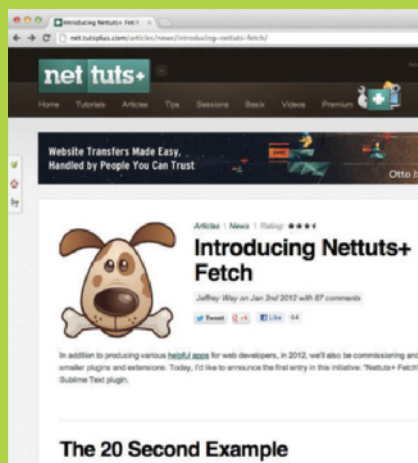 Introducing Nettuts+ Fetch
net.tutsplus.com/articles/news/introducing-nettuts-fetch/
net tuts+
Home Tutorials Articles Tips Sessions Basix Videos Premium
Website Transfers Made Easy,
Handled by People You Can Trust
Otto
Articles | News | Rating:
Introducing Nettuts+
Fetch
Jeffrey Way on Jan 2nd 2012 with 87 comments
Tweet +1 Like 64
In addition to producing various helpful apps for web developers, in 2012, we'll also be commissioning and
smaller plugins and extensions. Today, I'd like to announce the first entry in this initiative: "Nettuts+ Fetch"
Sublime Text plugin.
The 20 Second Example